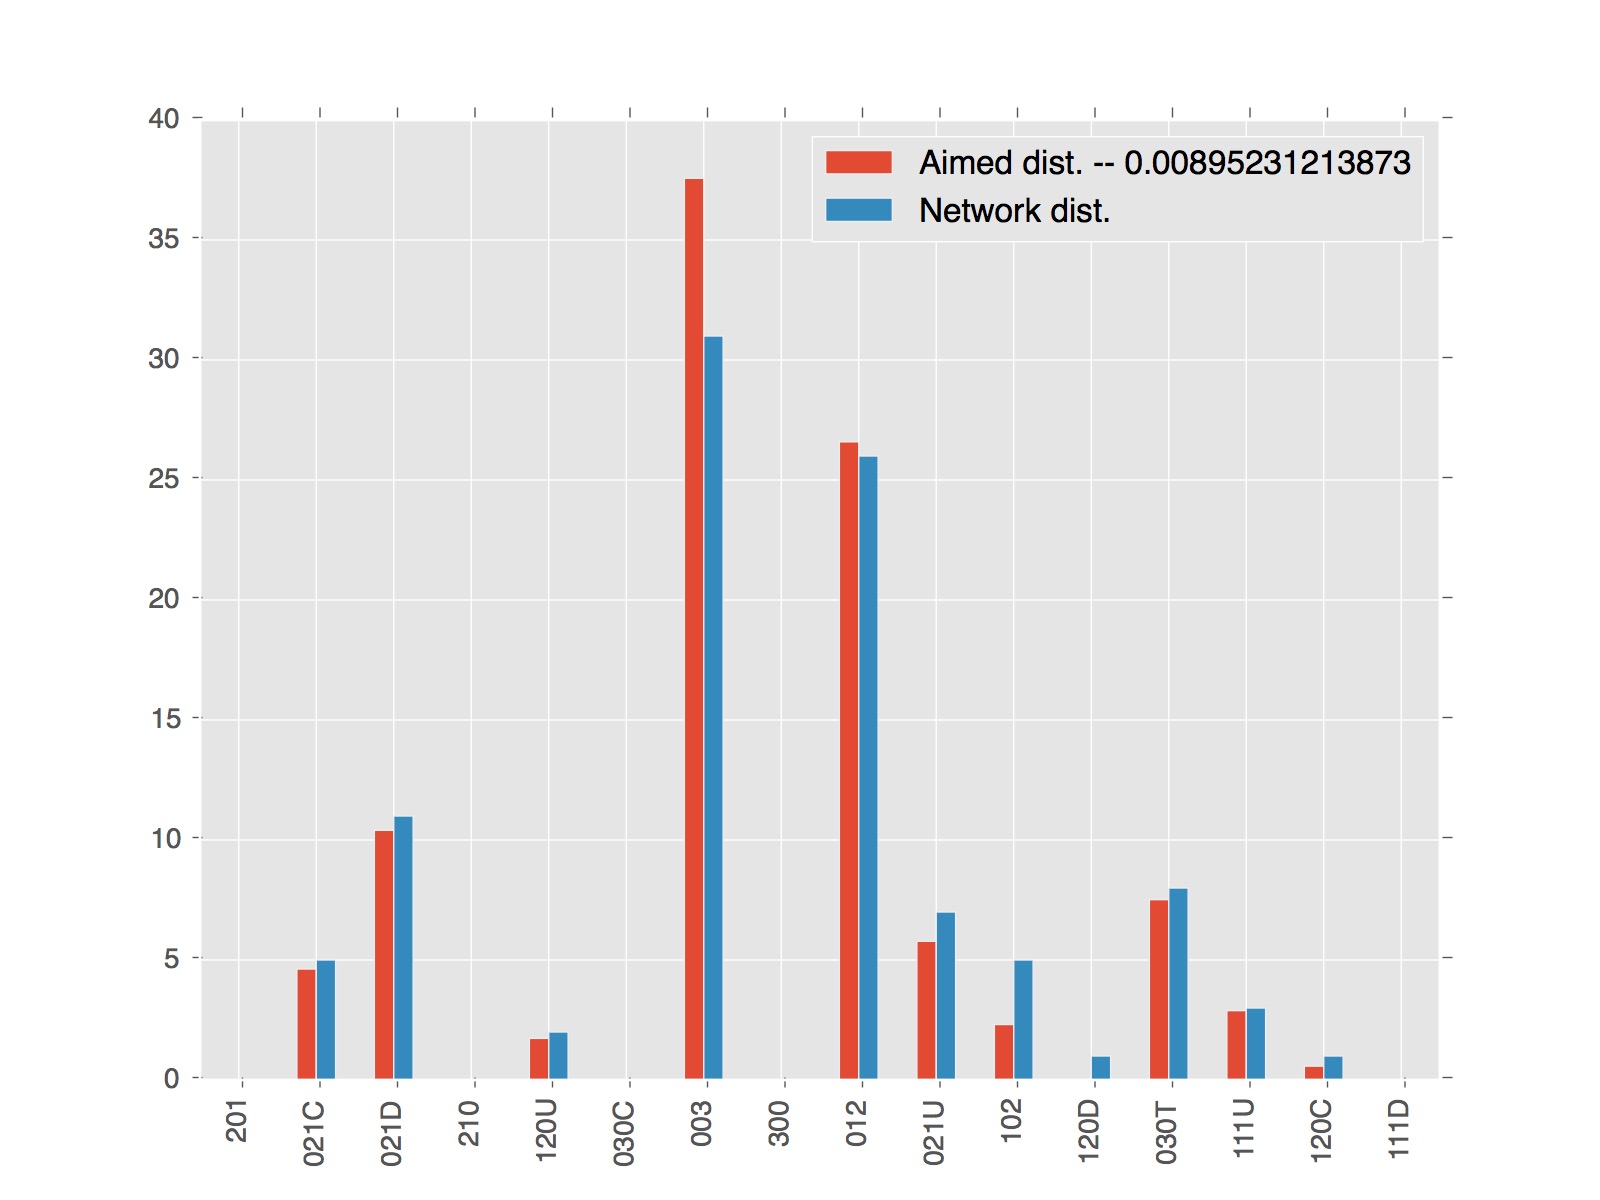 40
35
30
25
20
15
10
5
0
Aimed dist. -- 0.00895231213873
Network dist.
201
021C
021D
210
120U
030C
003
300
012
021U
102
120D
030T
111U
120C
111D